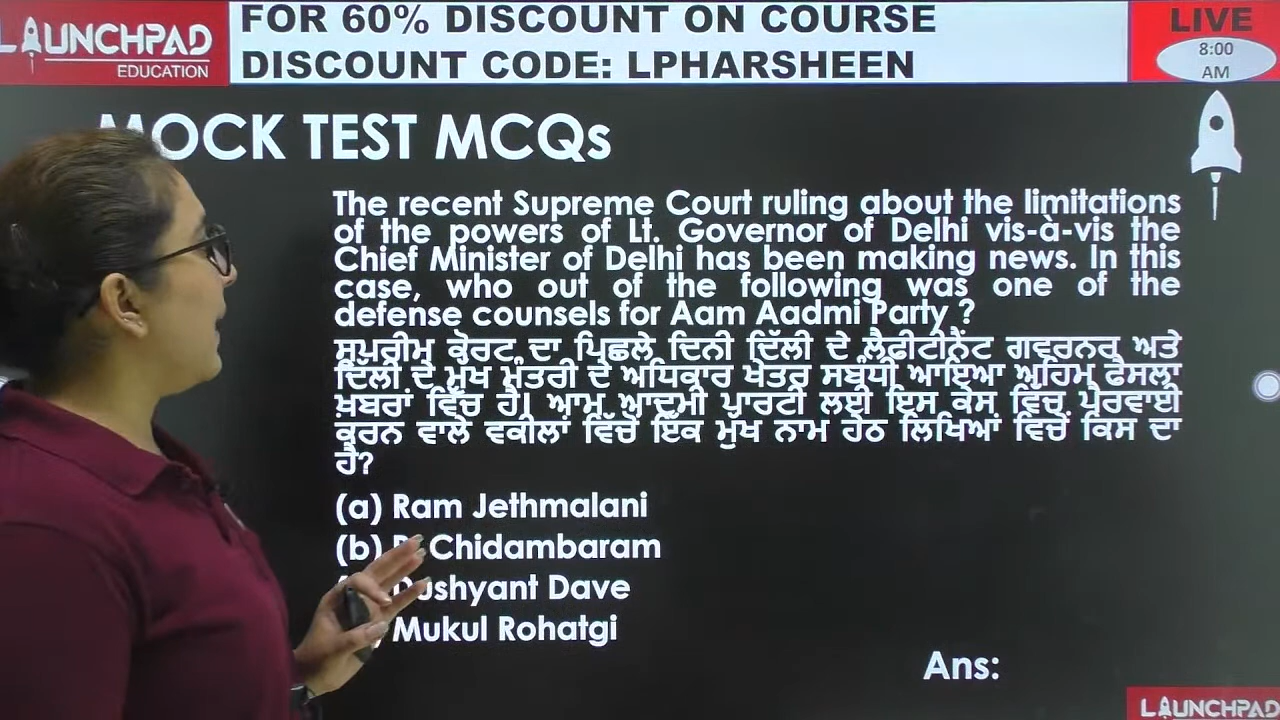 LAUNCHPAD
EDUCATION
FOR 60% DISCOUNT ON COURSE
DISCOUNT CODE: LPHARSHEEN
LIVE
8:00
AM
MOCK TEST MCQs
The recent Supreme Court ruling about the limitations
of the powers of Lt. Governor of Delhi vis-à-vis the
Chief Minister of Delhi has been making news. In this
case, who out of the following was one of the
defense counsels for Aam Aadmi Party ?
ਸੁਪਰੀਮ ਕੋਰਟ ਦਾ ਪਿਛਲੇ ਦਿਨੀ ਦਿੱਲੀ ਦੇ ਲੈਫ਼ੀਟੀਨੈਂਟ ਗਵਰਨਰ ਅਤੇ
ਦਿੱਲੀ ਦੇ ਮੁੱਖ ਮੰਤਰੀ ਦੇ ਅਧਿਕਾਰ ਖੇਤਰ ਸਬੰਧੀ ਆਇਆ ਅਹਿਮ ਫੈਸਲਾ
ਖ਼ਬਰਾਂ ਵਿੱਚ ਹੈ। ਆਮ ਆਦਮੀ ਪਾਰਟੀ ਲਈ ਇਸ ਕੇਸ ਵਿਚ ਪੈਰਵਾਈ
ਕਰਨ ਵਾਲੇ ਵਕੀਲਾਂ ਵਿੱਚੋਂ ਇੱਕ ਮੁੱਖ ਨਾਮ ਹੇਠ ਲਿਖਿਆਂ ਵਿਚੋਂ ਕਿਸ ਦਾ
ਹੈ?
(a) Ram Jethmalani
(b) Chidambaram
Dushyant Dave
Mukul Rohatgi
Ans:
LAUNCHPAD